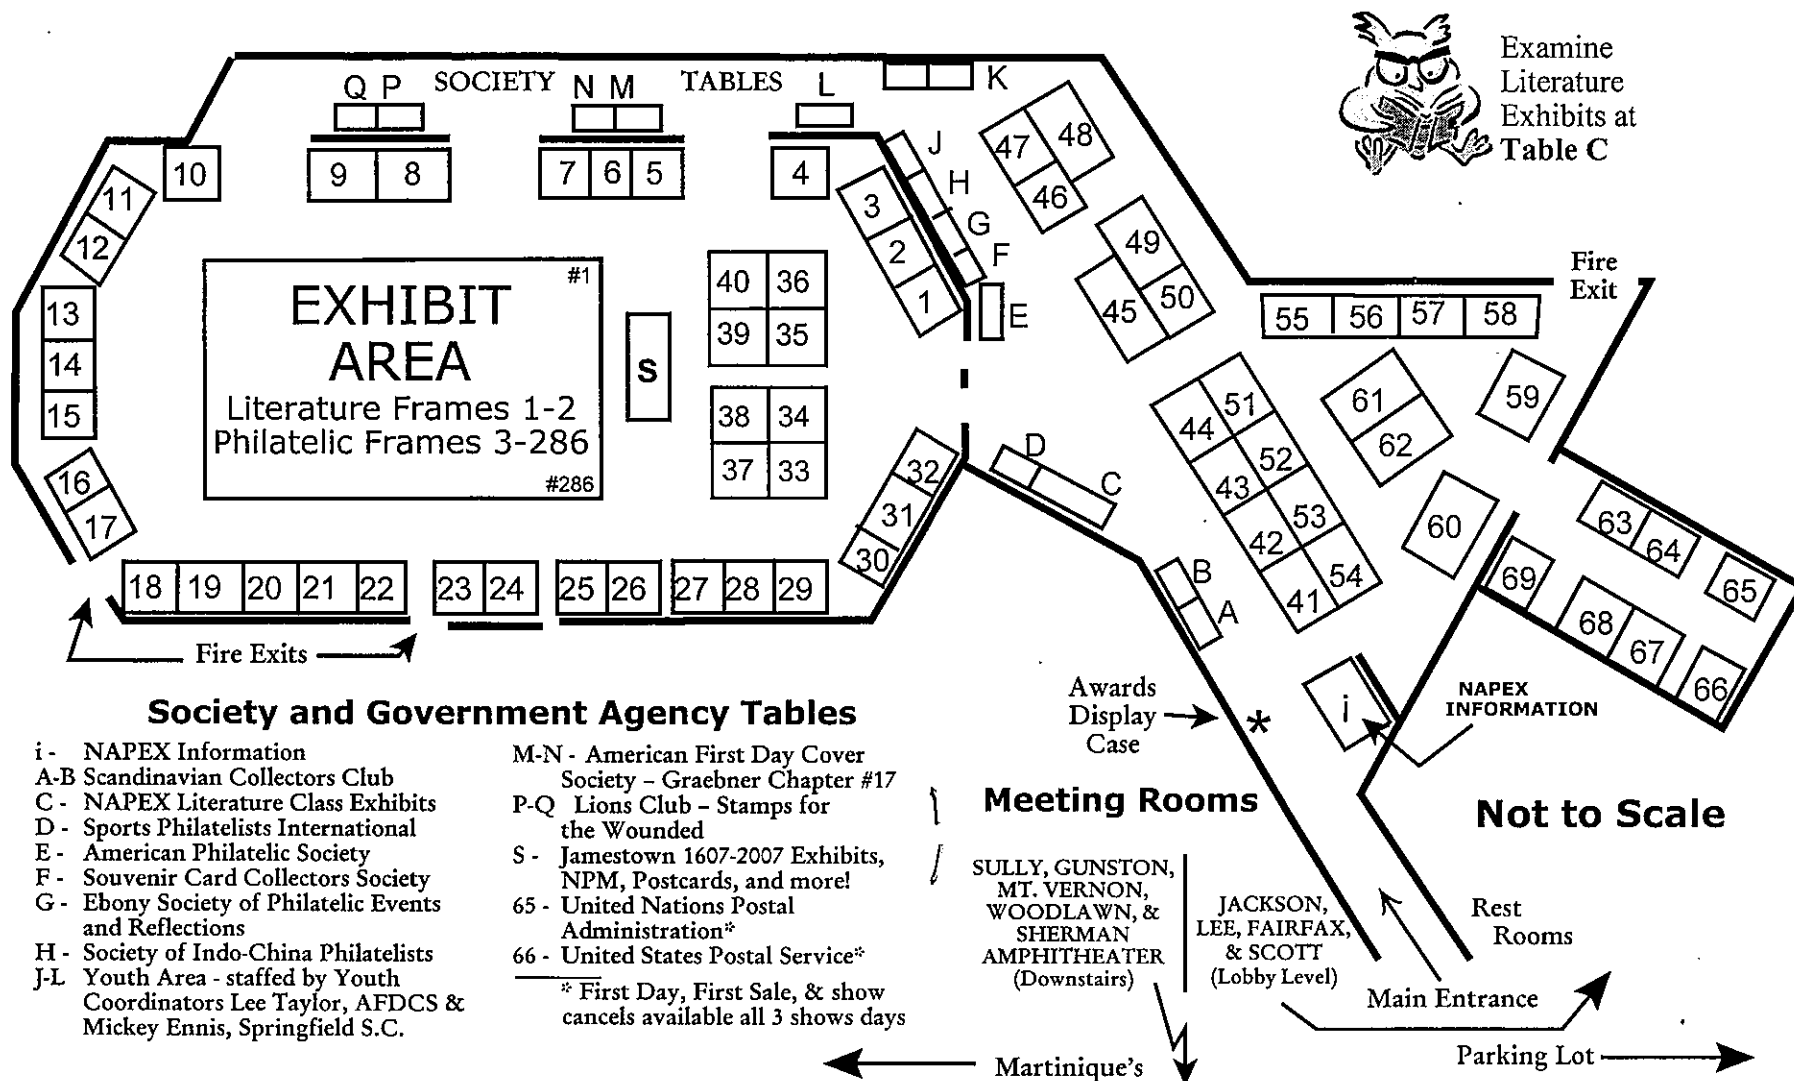 Examine
Literature
Exhibits at
Table C
Q P SOCIETY N M TABLES L K
J
H
G
F
E
10 9 8 7 6 5 4
11
12
13
14
15
16
17
3
2
1
47 48
46
49
45 50
Fire
Exit
55 56 57 58
59
#1
EXHIBIT
AREA
Literature Frames 1-2
Philatelic Frames 3-286
#286
S
40 36
39 35
38 34
37 33
32
31
30
D
C
B
A
44 51
43 52
42 53
41 54
61
62
60
63
64
65
69
68
67
66
18 19 20 21 22 23 24 25 26 27 28 29
Fire Exits
i
NAPEX
INFORMATION
Awards
Display
Case
*
Society and Government Agency Tables
i - NAPEX Information
A-B Scandinavian Collectors Club
C - NAPEX Literature Class Exhibits
D - Sports Philatelists International
E - American Philatelic Society
F - Souvenir Card Collectors Society
G - Ebony Society of Philatelic Events
and Reflections
H - Society of Indo-China Philatelists
J-L Youth Area - staffed by Youth
Coordinators Lee Taylor, AFDCS &
Mickey Ennis, Springfield S.C.
M-N - American First Day Cover
Society – Graebner Chapter #17
P-Q Lions Club – Stamps for
the Wounded
S - Jamestown 1607-2007 Exhibits,
NPM, Postcards, and more!
65 - United Nations Postal
Administration*
66 - United States Postal Service*
* First Day, First Sale, & show
cancels available all 3 shows days
Meeting Rooms
SULLY, GUNSTON,
MT. VERNON,
WOODLAWN, &
SHERMAN
AMPHITHEATER
(Downstairs)
JACKSON,
LEE, FAIRFAX,
& SCOTT
(Lobby Level)
Not to Scale
Rest
Rooms
Main Entrance
Parking Lot
Martinique's